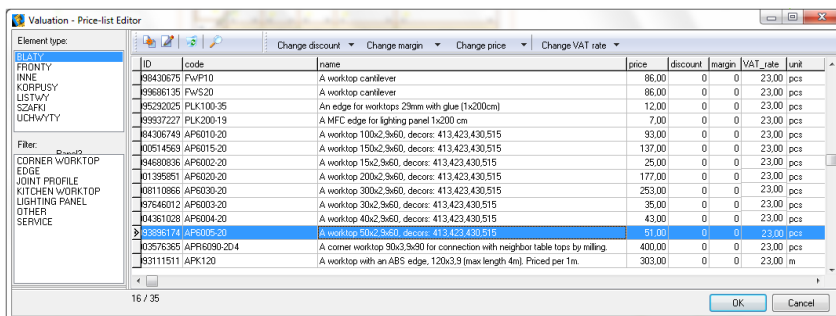 Valuation - Price-list Editor
Element type:
BLATY
FRONTY
INNE
KORPUSY
LISTWY
SZAFKI
UCHWYTY
Filter:
CORNER WORKTOP
EDGE
JOINT PROFILE
KITCHEN WORKTOP
LIGHTING PANEL
OTHER
SERVICE
Change discount Change margin Change price Change VAT rate
ID code name price discount margin VAT_rate unit
98430675 FWP10 A worktop cantilever 86,00 0 0 23,00 pcs
99686135 FWS20 A worktop cantilever 86,00 0 0 23,00 pcs
95292025 PLK100-35 An edge for worktops 29mm with glue (1x200cm) 12,00 0 0 23,00 pcs
99937227 PLK200-19 A MFC edge for lighting panel 1x200 cm 7,00 0 0 23,00 pcs
84306749 AP6010-20 A worktop 100x2,9x60, decors: 413,423,430,515 93,00 0 0 23,00 pcs
00514569 AP6015-20 A worktop 150x2,9x60, decors: 413,423,430,515 137,00 0 0 23,00 pcs
94680836 AP6002-20 A worktop 15x2,9x60, decors: 413,423,430,515 25,00 0 0 23,00 pcs
01395851 AP6020-20 A worktop 200x2,9x60, decors: 413,423,430,515 177,00 0 0 23,00 pcs
08110866 AP6030-20 A worktop 300x2,9x60, decors: 413,423,430,515 253,00 0 0 23,00 pcs
97646012 AP6003-20 A worktop 30x2,9x60, decors: 413,423,430,515 35,00 0 0 23,00 pcs
04361028 AP6004-20 A worktop 40x2,9x60, decors: 413,423,430,515 43,00 0 0 23,00 pcs
93896174 AP6005-20 A worktop 50x2,9x60, decors: 413,423,430,515 51,00 0 0 23,00 pcs
03576365 APR6090-2D4 A corner worktop 90x3,9x90 for connection with neighbor table tops by milling. 400,00 0 0 23,00 pcs
93111511 APK120 A worktop with an ABS edge, 120x3,9 (max length 4m). Priced per 1m. 303,00 0 0 23,00 m
16 / 35
OK Cancel